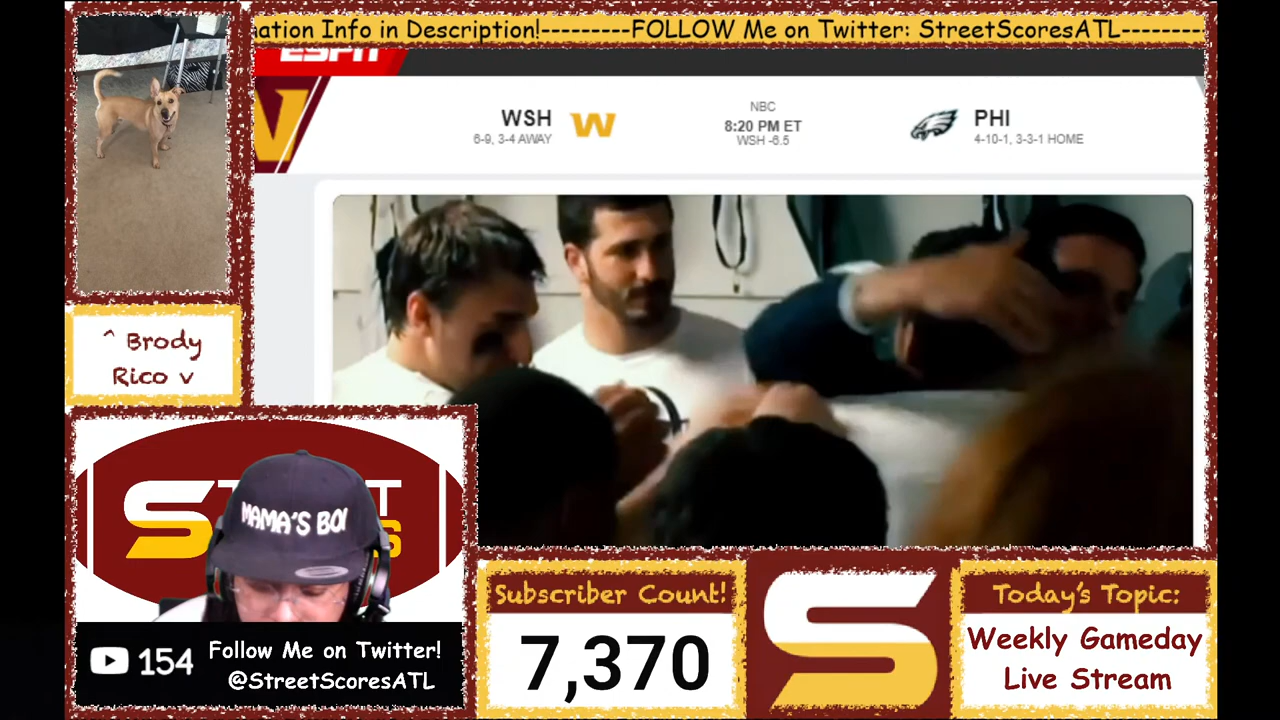 ation Info in Description!---------FOLLOW Me on Twitter: StreetScoresATL--------
ESPN
W
WSH
6-9, 3-4 AWAY
W
NBC
8:20 PM ET
WSH -6.5
PHI
4-10-1, 3-3-1 HOME
^ Brody
Rico v
MAMA'S BOY
154
Follow Me on Twitter!
@StreetScoresATL
Subscriber Count!
7,370
S
Today's Topic:
Weekly Gameday
Live Stream